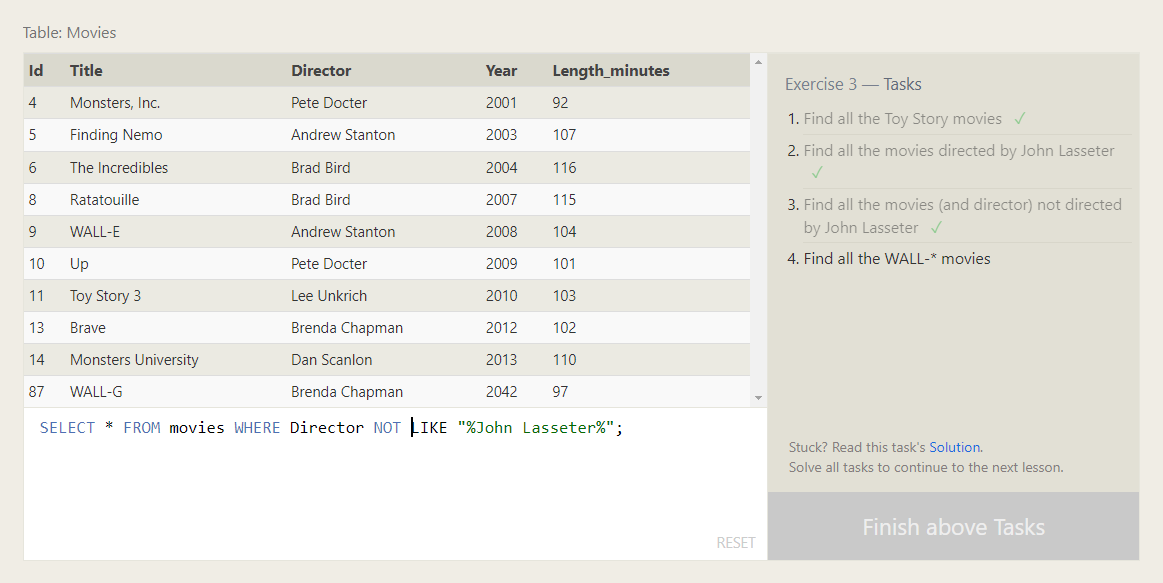 Table: Movies
Id Title Director Year Length_minutes
4 Monsters, Inc. Pete Docter 2001 92
5 Finding Nemo Andrew Stanton 2003 107
6 The Incredibles Brad Bird 2004 116
8 Ratatouille Brad Bird 2007 115
9 WALL-E Andrew Stanton 2008 104
10 Up Pete Docter 2009 101
11 Toy Story 3 Lee Unkrich 2010 103
13 Brave Brenda Chapman 2012 102
14 Monsters University Dan Scanlon 2013 110
87 WALL-G Brenda Chapman 2042 97
SELECT * FROM movies WHERE Director NOT LIKE "%John Lasseter%";
RESET
Exercise 3 — Tasks
1. Find all the Toy Story movies ✓
2. Find all the movies directed by John Lasseter
✓
3. Find all the movies (and director) not directed
by John Lasseter ✓
4. Find all the WALL-* movies
Stuck? Read this task's Solution.
Solve all tasks to continue to the next lesson.
Finish above Tasks